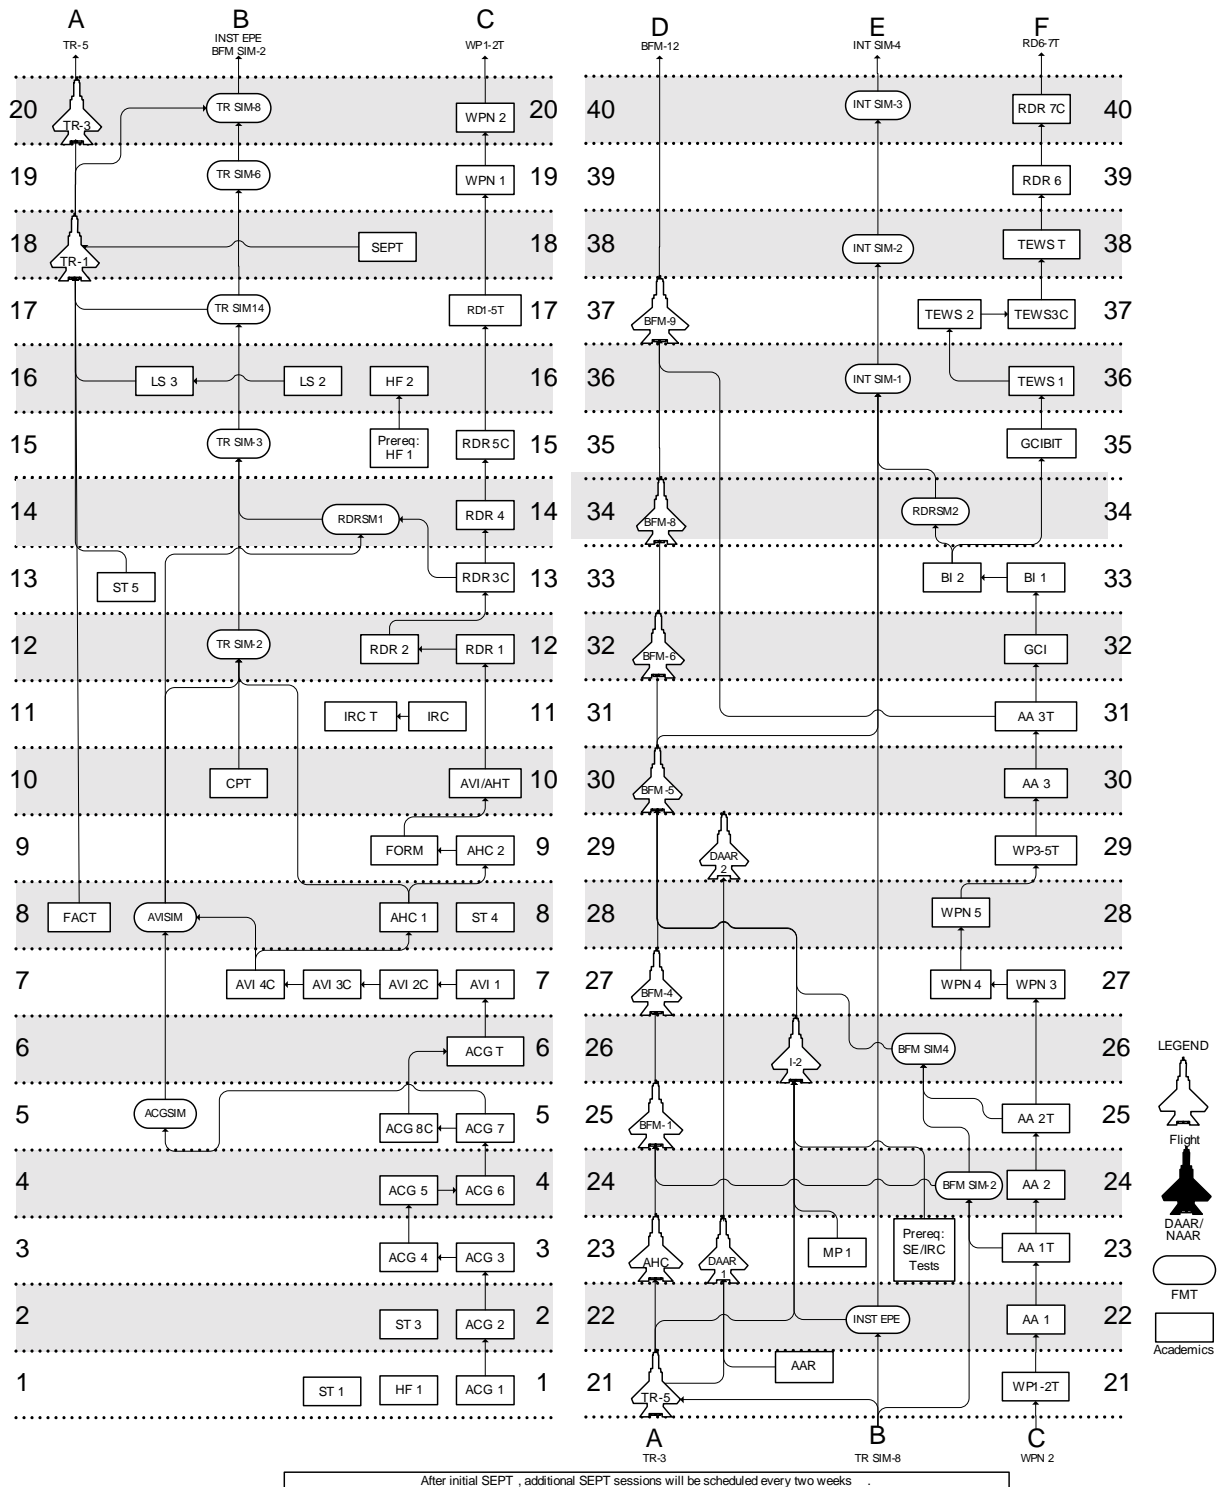 A B C D E F
TR-5 INST EPE WP1-2T BFM-12 INT SIM-4 RD6-7T
BFM SIM-2
20 TR-3 TR SIM-8 WPN 2 20 40 INT SIM-3 RDR 7C 40
19 TR SIM-6 WPN 1 19 39 RDR 6 39
18 TR-1 SEPT 18 38 INT SIM-2 TEWS T 38
17 TR SIM14 RD1-5T 17 37 BFM-9 TEWS 2 TEWS3C 37
16 LS 3 LS 2 HF 2 16 36 INT SIM-1 TEWS 1 36
15 TR SIM-3 Prereq: RDR 5C 15 35 GCIBIT 35
HF 1
14 RDRSM1 RDR 4 14 34 BFM-8 RDRSM2 34
13 ST 5 RDR 3C 13 33 BI 2 BI 1 33
12 TR SIM-2 RDR 2 RDR 1 12 32 BFM-6 GCI 32
11 IRC T IRC 11 31 AA 3T 31
10 CPT AVI/AHT 10 30 BFM-5 AA 3 30
9 FORM AHC 2 9 29 DAAR WP3-5T 29
2
8 FACT AVISIM AHC 1 ST 4 8 28 WPN 5 28
7 AVI 4C AVI 3C AVI 2C AVI 1 7 27 BFM-4 WPN 4 WPN 3 27
6 ACG T 6 26 I-2 BFM SIM4 26
5 ACGSIM ACG 8C ACG 7 5 25 BFM-1 AA 2T 25
4 ACG 5 ACG 6 4 24 BFM SIM-2 AA 2 24
3 ACG 4 ACG 3 3 23 AHC DAAR MP 1 Prereq: AA 1T 23
1 SE/IRC
Tests
2 ST 3 ACG 2 2 22 INST EPE AA 1 22
1 ST 1 HF 1 ACG 1 1 21 TR-5 AAR WP1-2T 21
A B C
TR-3 TR SIM-8 WPN 2
LEGEND
Flight
DAAR/
NAAR
FMT
Academics
After initial SEPT , additional SEPT sessions will be scheduled every two weeks .